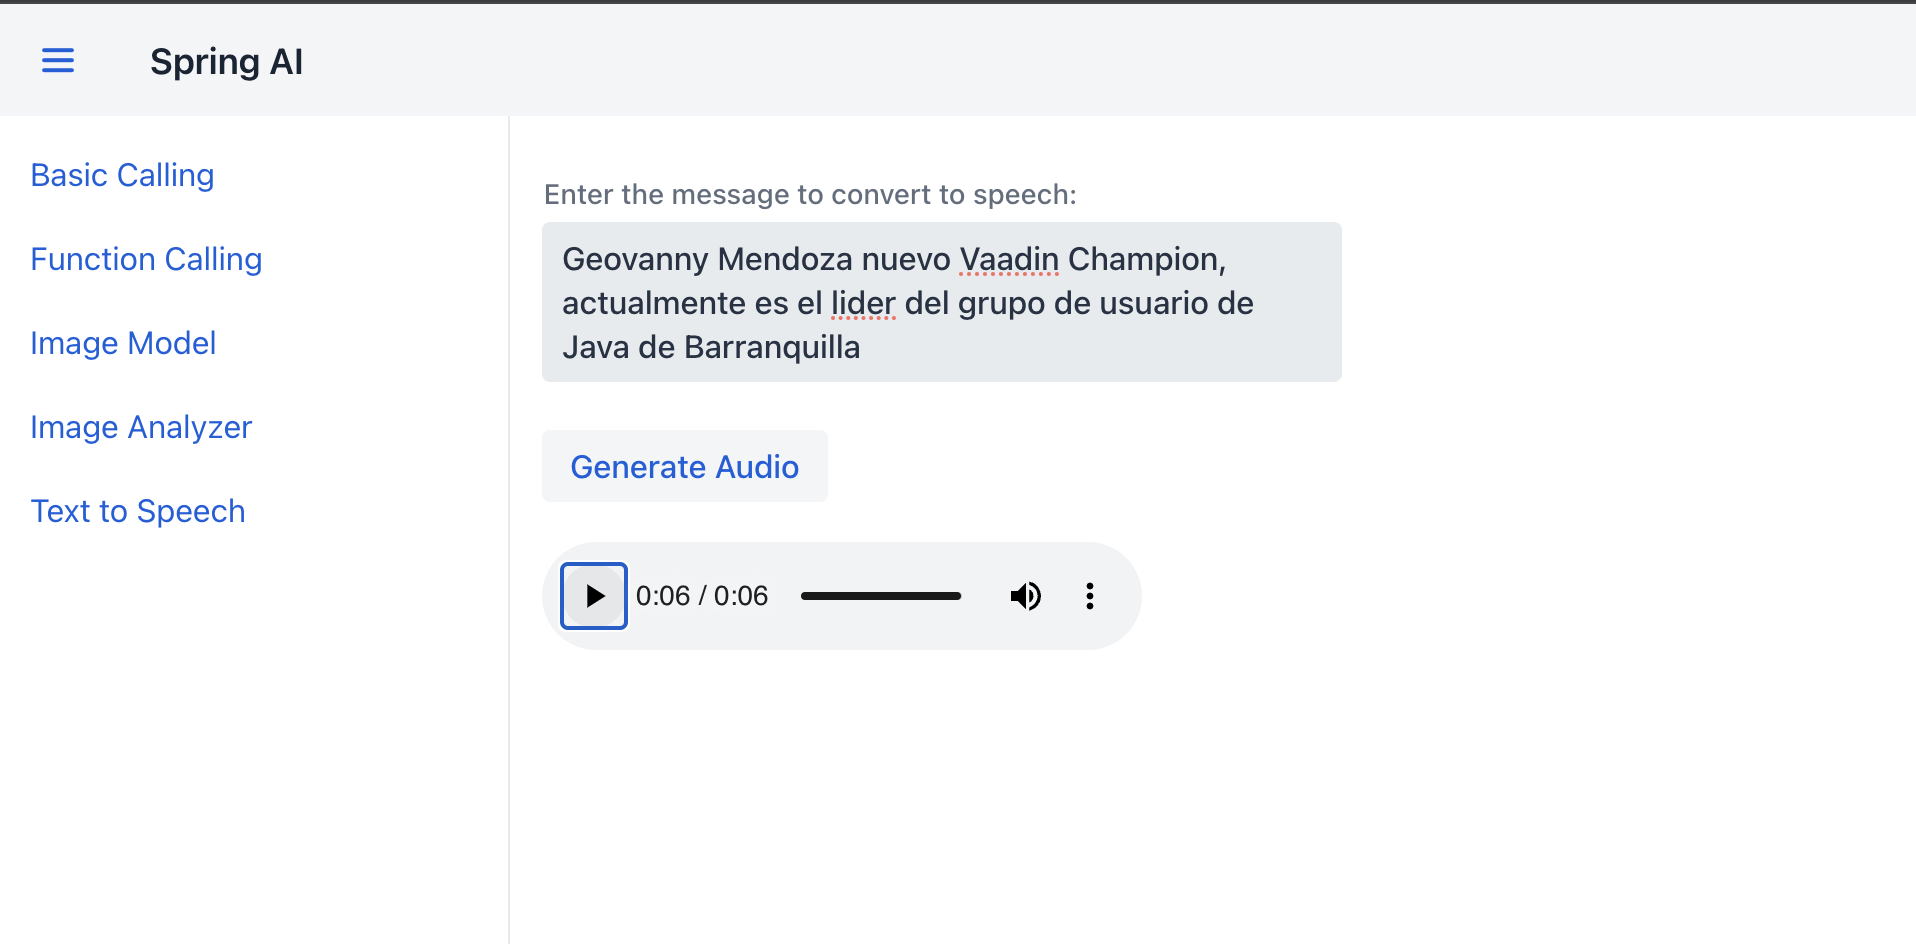 Spring AI
Basic Calling
Function Calling
Image Model
Image Analyzer
Text to Speech
Enter the message to convert to speech:
Geovanny Mendoza nuevo Vaadin Champion,
actualmente es el lider del grupo de usuario de
Java de Barranquilla
Generate Audio
0:06 / 0:06